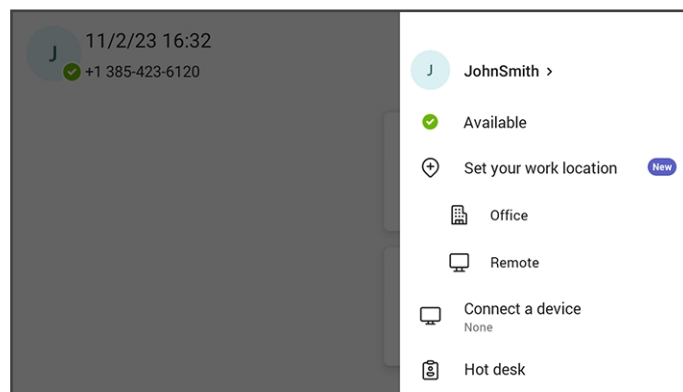 J
11/2/23 16:32
+1 385-423-6120
J
JohnSmith >
Available
Set your work location New
Office
Remote
Connect a device
None
Hot desk